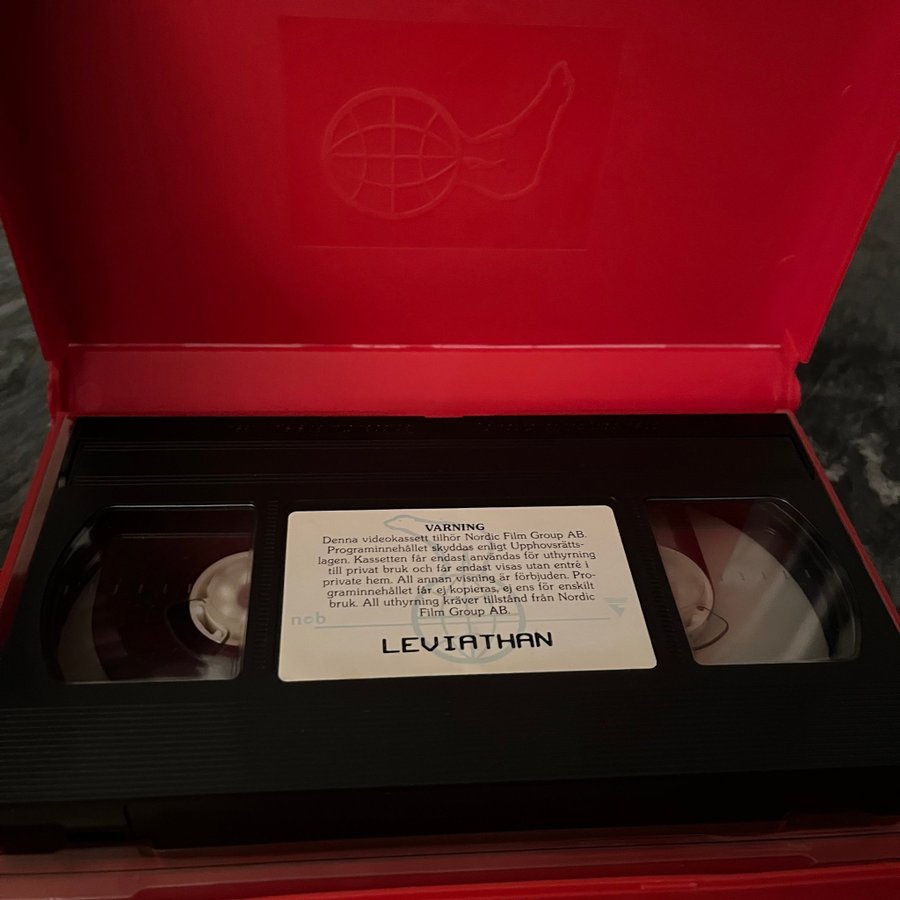 VARNING
Denna videokassett tilhör Nordic Film Group AB.
Programinnehållet skyddas enligt Upphovsrätts-
lagen. Kassetten får endast användas för uthyrning
till privat bruk och får endast visas utan entré i
private hem. All annan visning är förbjuden. Pro-
graminnehållet får ej kopieras, ej ens för enskilt
bruk. All uthyrning kräver tillstånd från Nordic
Film Group AB.
LEVIATHAN